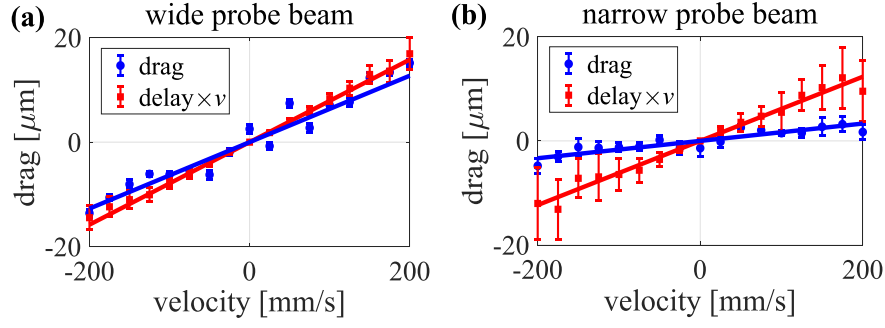 (a) wide probe beam
20
drag
delay×v
drag [μm]
0
-20
-200
0
200
velocity [mm/s]
(b) narrow probe beam
20
drag
delay×v
drag [μm]
0
-20
-200
0
200
velocity [mm/s]